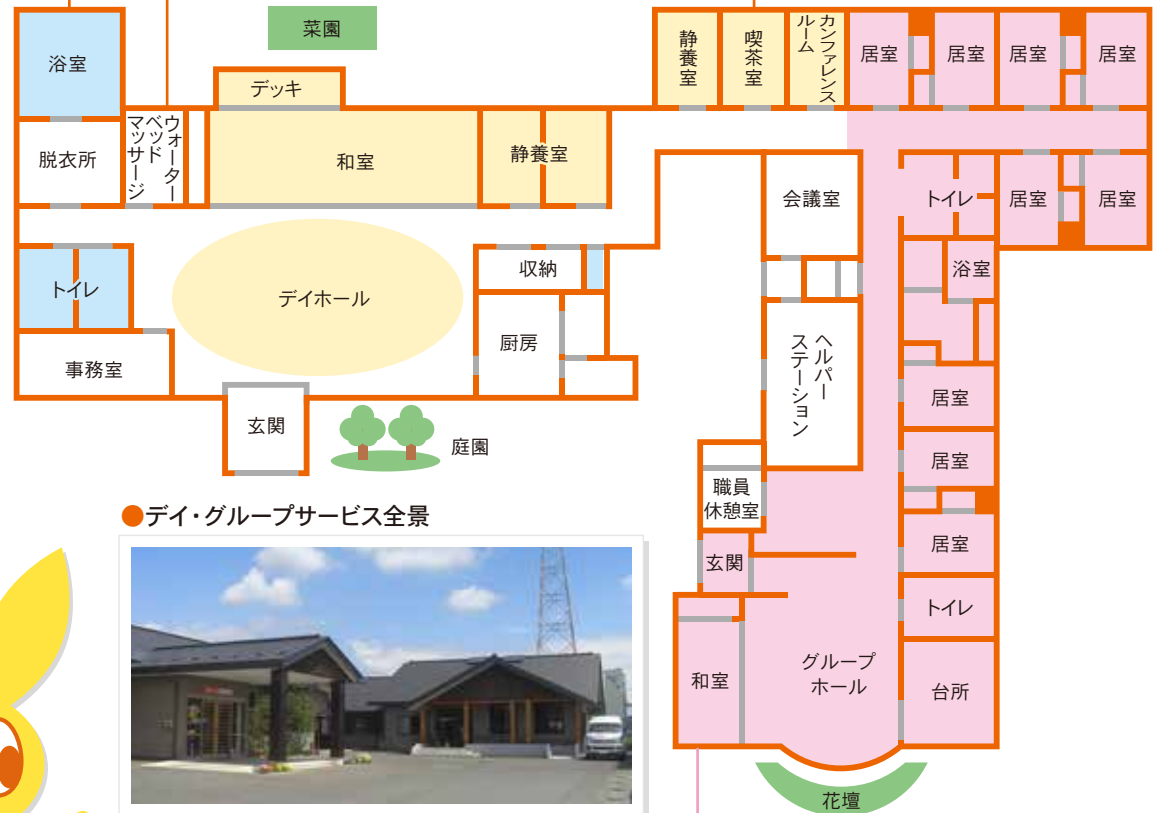 菜園
浴室
デッキ
静養室
喫茶室
カンファレンス
ルーム
居室
居室
居室
居室
脱衣所
ウォーター
ベッド
マッサージ
和室
静養室
会議室
トイレ
居室
居室
トイレ
デイホール
収納
浴室
厨房
ヘルパー
ステーション
事務室
居室
玄関
庭園
居室
職員
休憩室
●デイ・グループサービス全景
居室
玄関
トイレ
和室
グループ
ホール
台所
花壇